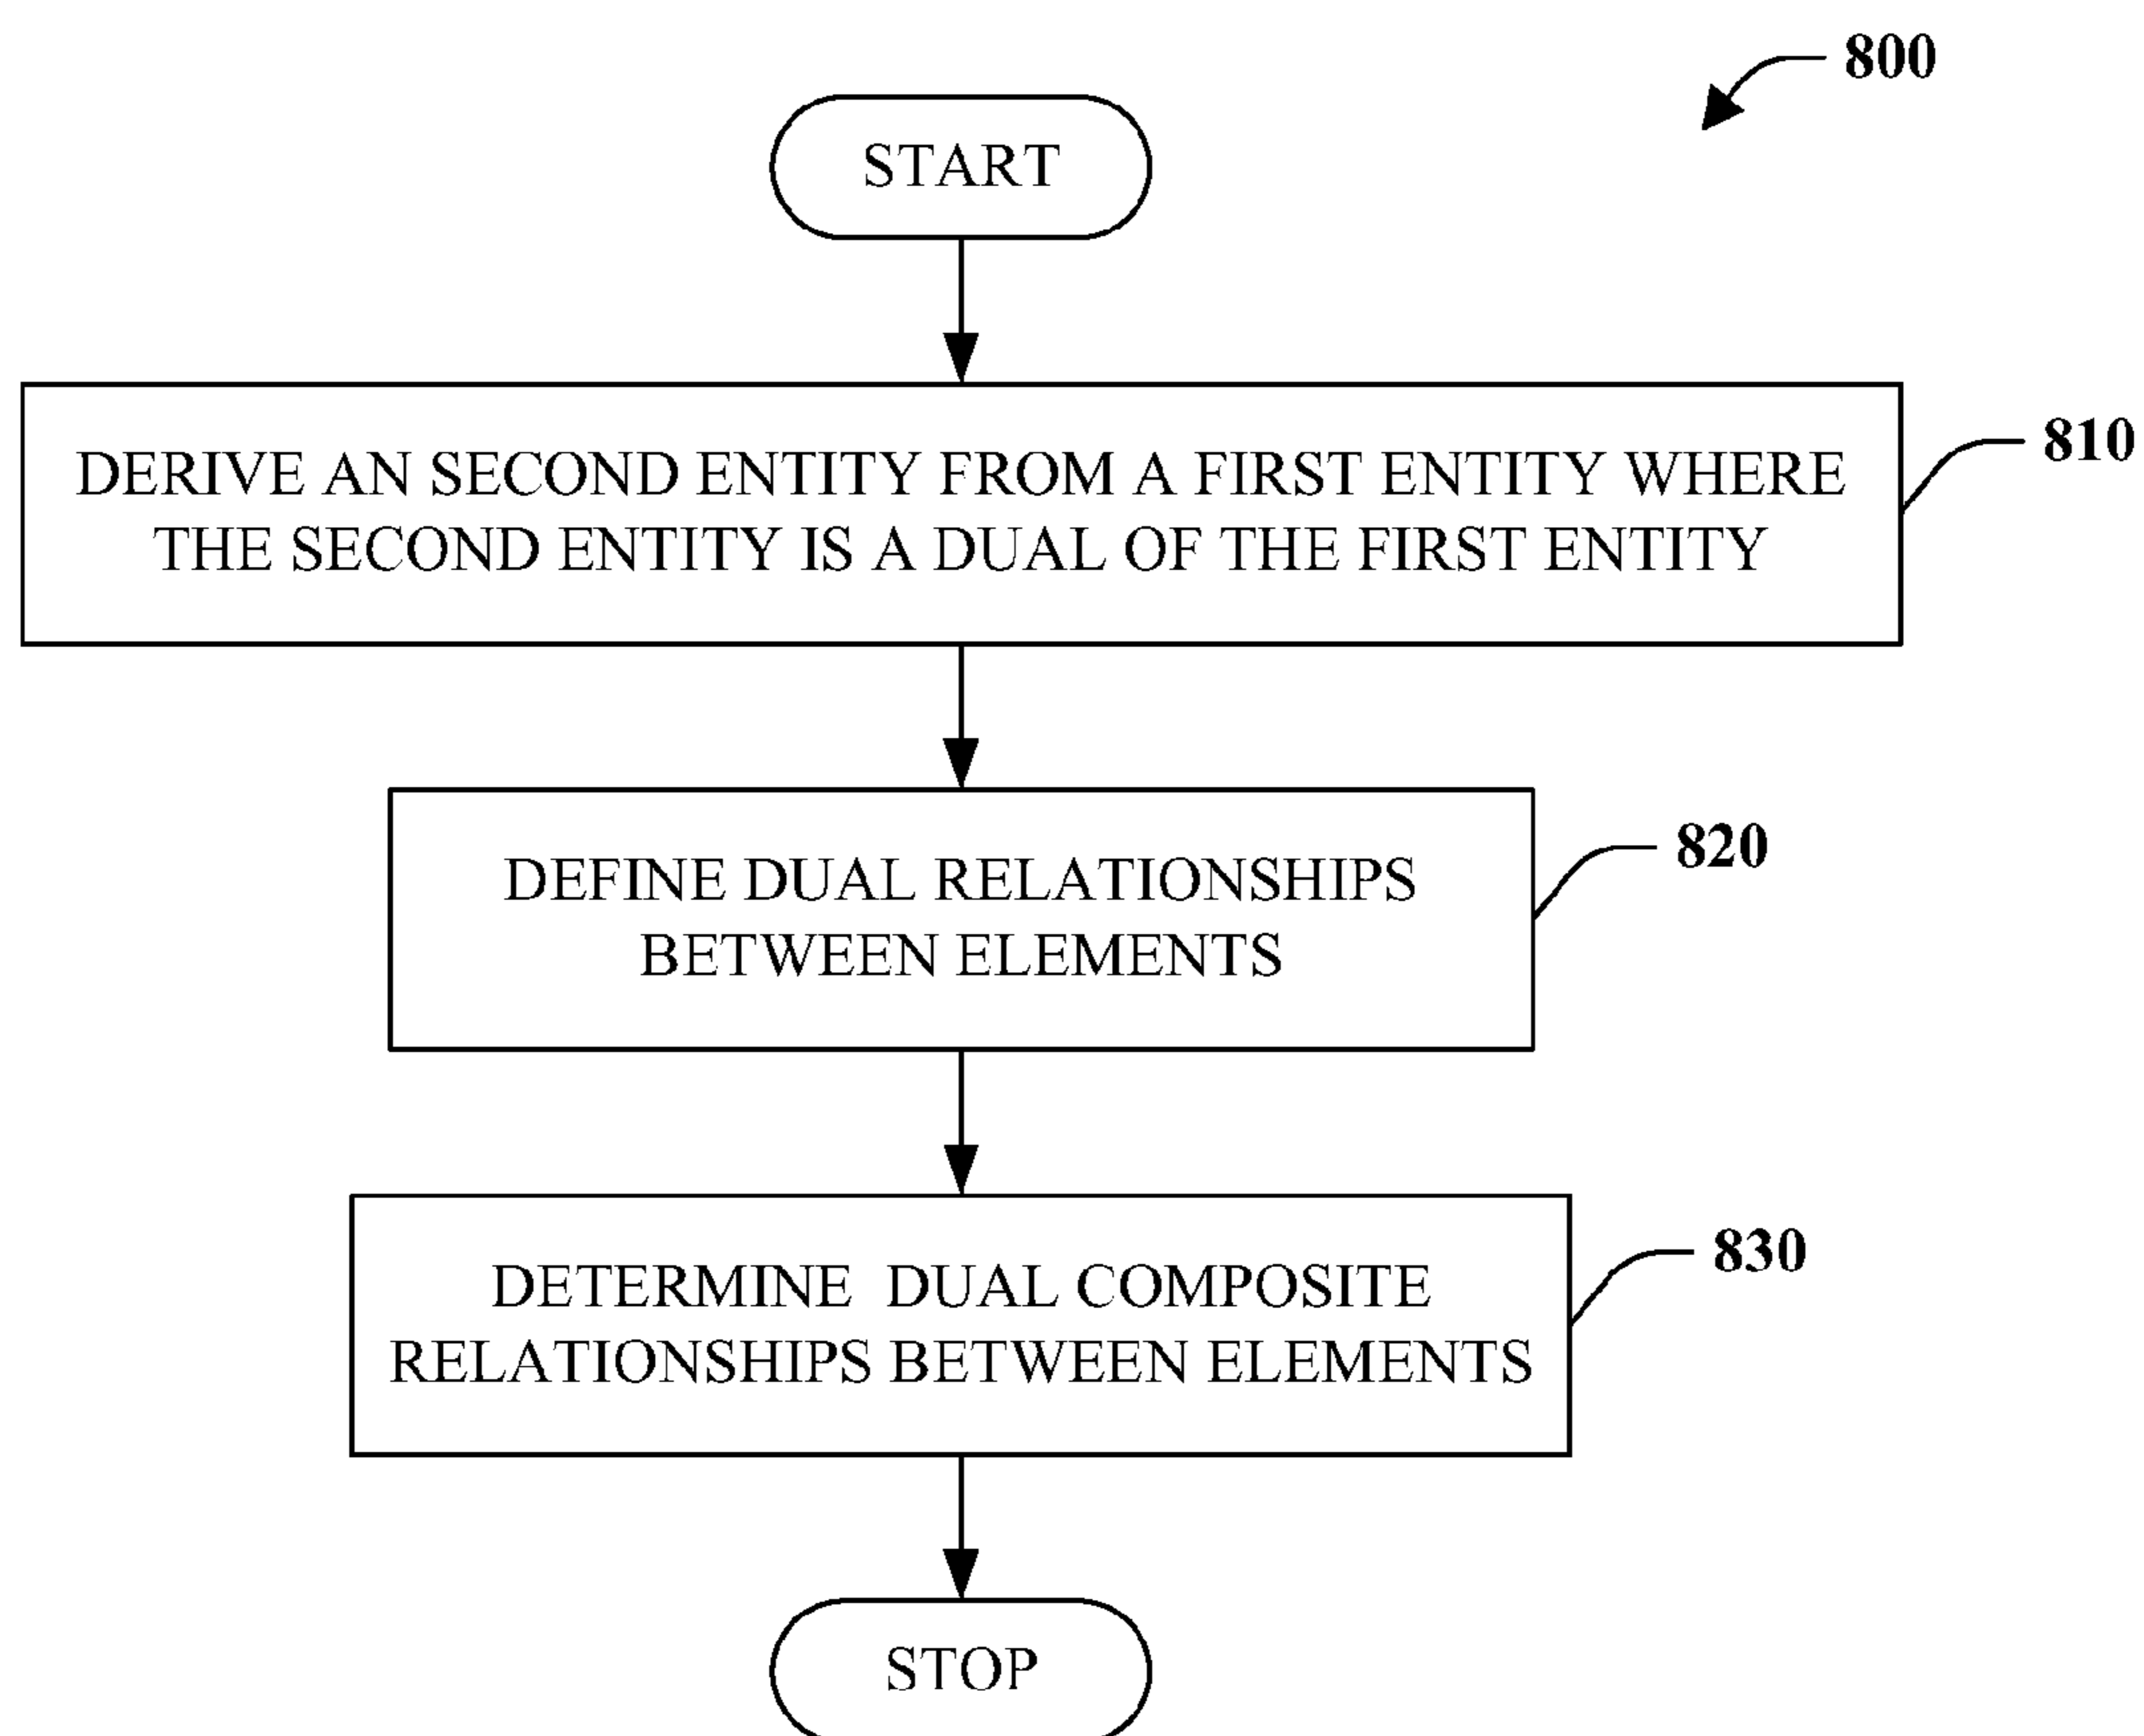 800
START
DERIVE AN SECOND ENTITY FROM A FIRST ENTITY WHERE
THE SECOND ENTITY IS A DUAL OF THE FIRST ENTITY
810
DEFINE DUAL RELATIONSHIPS
BETWEEN ELEMENTS
820
DETERMINE DUAL COMPOSITE
RELATIONSHIPS BETWEEN ELEMENTS
830
STOP